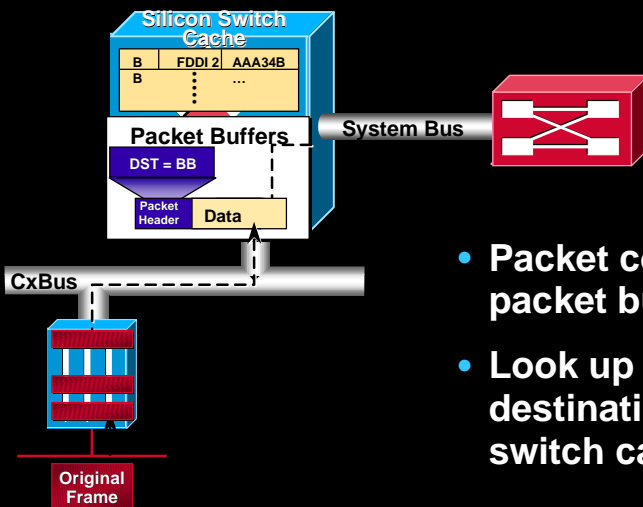 Silicon Switch
Cache
B FDDI 2 AAA34B
B ...
Packet Buffers
System Bus
DST = BB
Packet
Header
Data
CxBus
• Packet co
packet b
• Look up
destinati
switch ca
Original
Frame